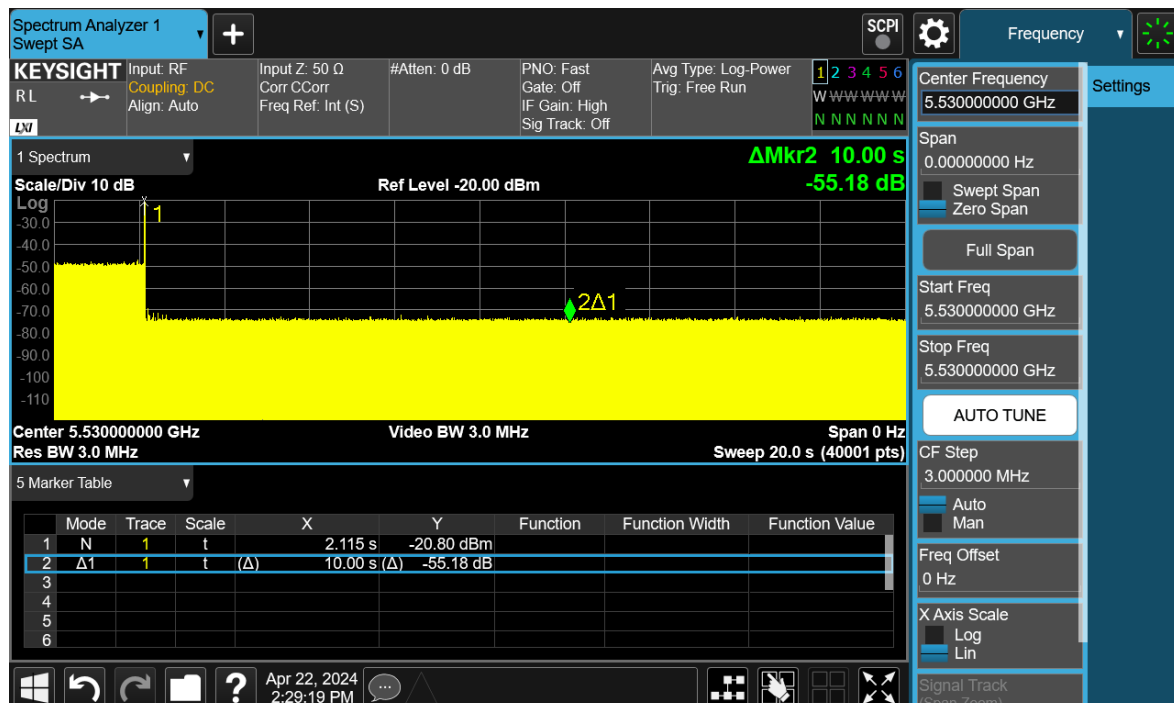 Spectrum Analyzer 1
Swept SA
SCPI
Frequency
KEYSIGHT
RL
LXI
Input: RF
Coupling: DC
Align: Auto
Input Z: 50 Ω
Corr CCorr
Freq Ref: Int (S)
#Atten: 0 dB
PNO: Fast
Gate: Off
IF Gain: High
Sig Track: Off
Avg Type: Log-Power
Trig: Free Run
1 2 3 4 5 6
W W W W W W
N N N N N N
Center Frequency
5.530000000 GHz
Settings
Span
0.00000000 Hz
Swept Span
Zero Span
Full Span
Start Freq
5.530000000 GHz
Stop Freq
5.530000000 GHz
AUTO TUNE
CF Step
3.000000 MHz
Auto
Man
Freq Offset
0 Hz
X Axis Scale
Log
Lin
Signal Track
(Span Zoom)
1 Spectrum
ΔMkr2 10.00 s
-55.18 dB
Scale/Div 10 dB
Ref Level -20.00 dBm
Log
-30.0
-40.0
-50.0
-60.0
-70.0
-80.0
-90.0
-100
-110
1
2Δ1
Center 5.530000000 GHz
Video BW 3.0 MHz
Span 0 Hz
Res BW 3.0 MHz
Sweep 20.0 s (40001 pts)
5 Marker Table
Mode Trace Scale X Y Function Function Width Function Value
1 N 1 t 2.115 s -20.80 dBm
2 Δ1 1 t (Δ) 10.00 s (Δ) -55.18 dB
3
4
5
6
?
Apr 22, 2024
2:29:19 PM